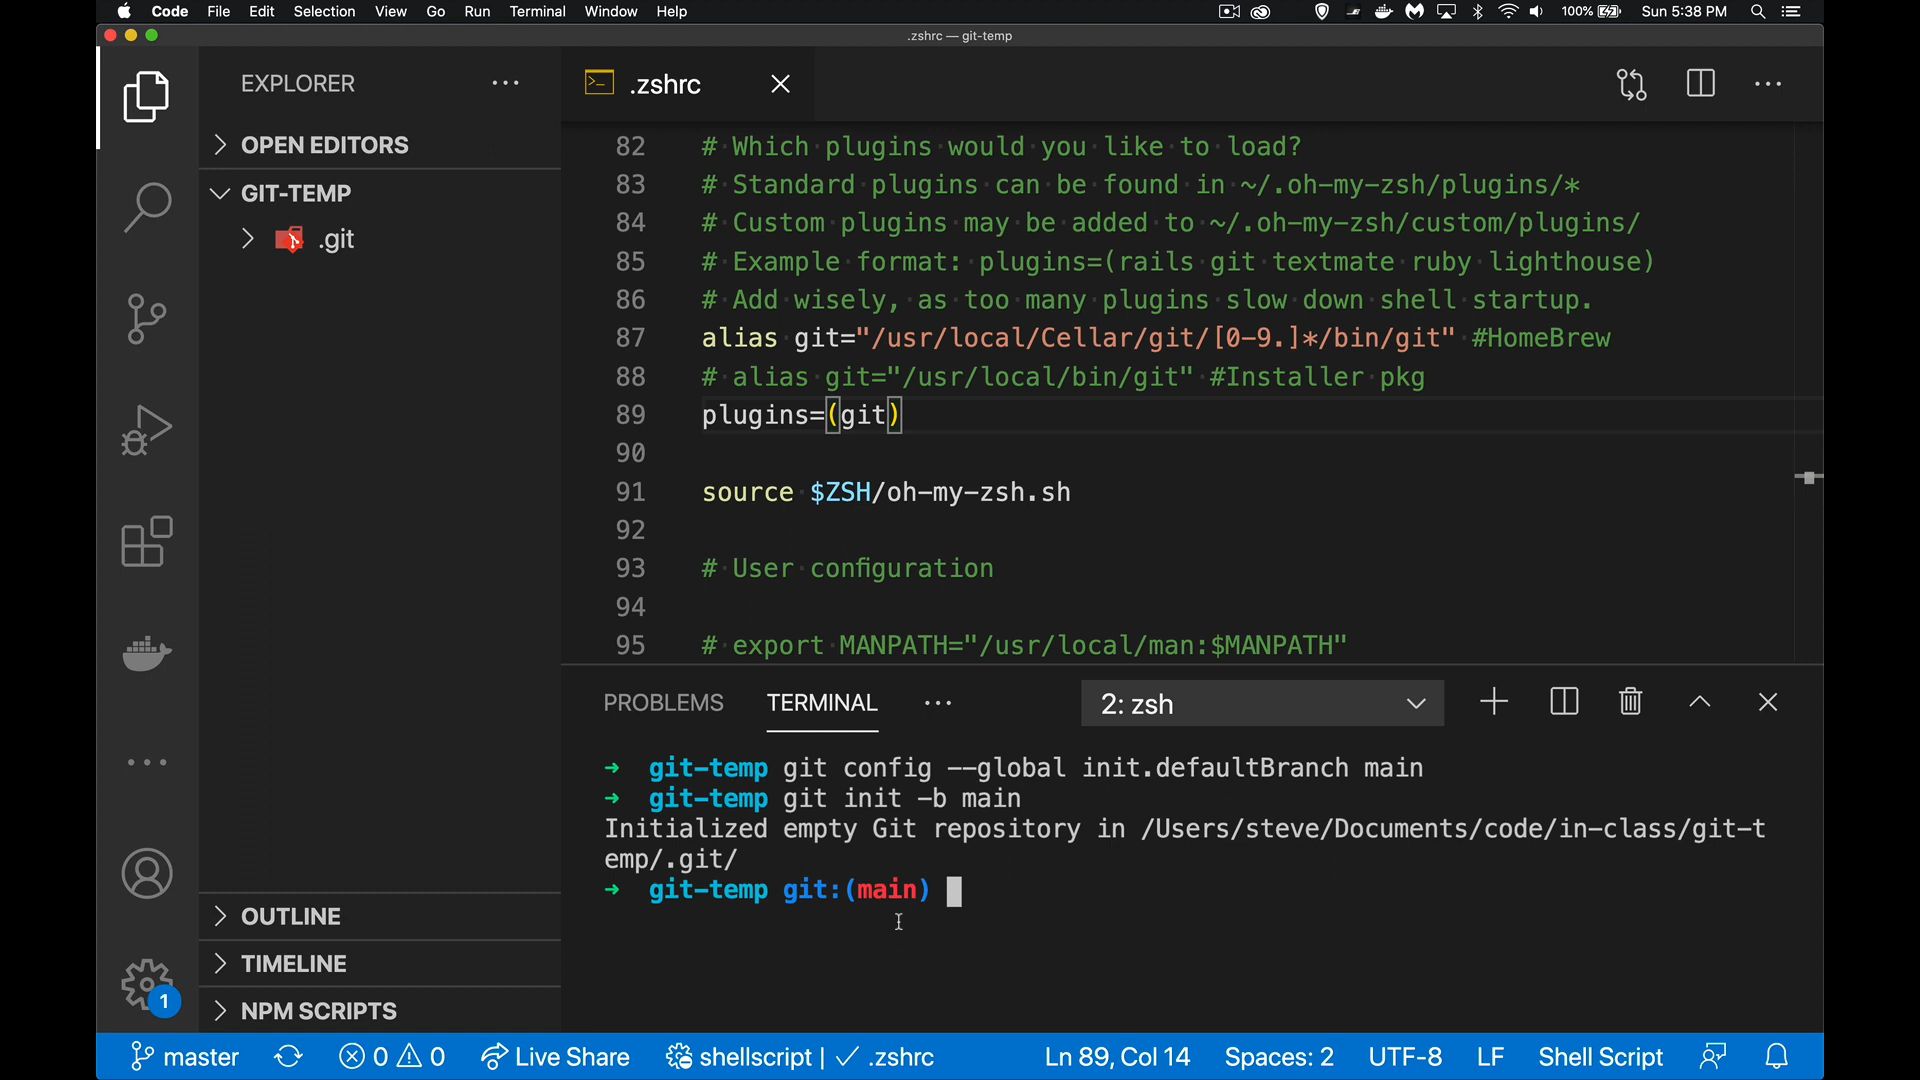 Code File Edit Selection View Go Run Terminal Window Help 100% Sun 5:38 PM
.zshrc — git-temp
EXPLORER
.zshrc
OPEN EDITORS
GIT-TEMP
.git
82 # Which plugins would you like to load?
83 # Standard plugins can be found in ~/.oh-my-zsh/plugins/*
84 # Custom plugins may be added to ~/.oh-my-zsh/custom/plugins/
85 # Example format: plugins=(rails git textmate ruby lighthouse)
86 # Add wisely, as too many plugins slow down shell startup.
87 alias git="/usr/local/Cellar/git/[0-9.]*/bin/git" #HomeBrew
88 # alias git="/usr/local/bin/git" #Installer pkg
89 plugins=(git)
90
91 source $ZSH/oh-my-zsh.sh
92
93 # User configuration
94
95 # export MANPATH="/usr/local/man:$MANPATH"
PROBLEMS TERMINAL 2: zsh
→ git-temp git config --global init.defaultBranch main
→ git-temp git init -b main
Initialized empty Git repository in /Users/steve/Documents/code/in-class/git-t
emp/.git/
→ git-temp git:(main)
OUTLINE
TIMELINE
NPM SCRIPTS
1
master 0 0 Live Share shellscript | ✓ .zshrc Ln 89, Col 14 Spaces: 2 UTF-8 LF Shell Script